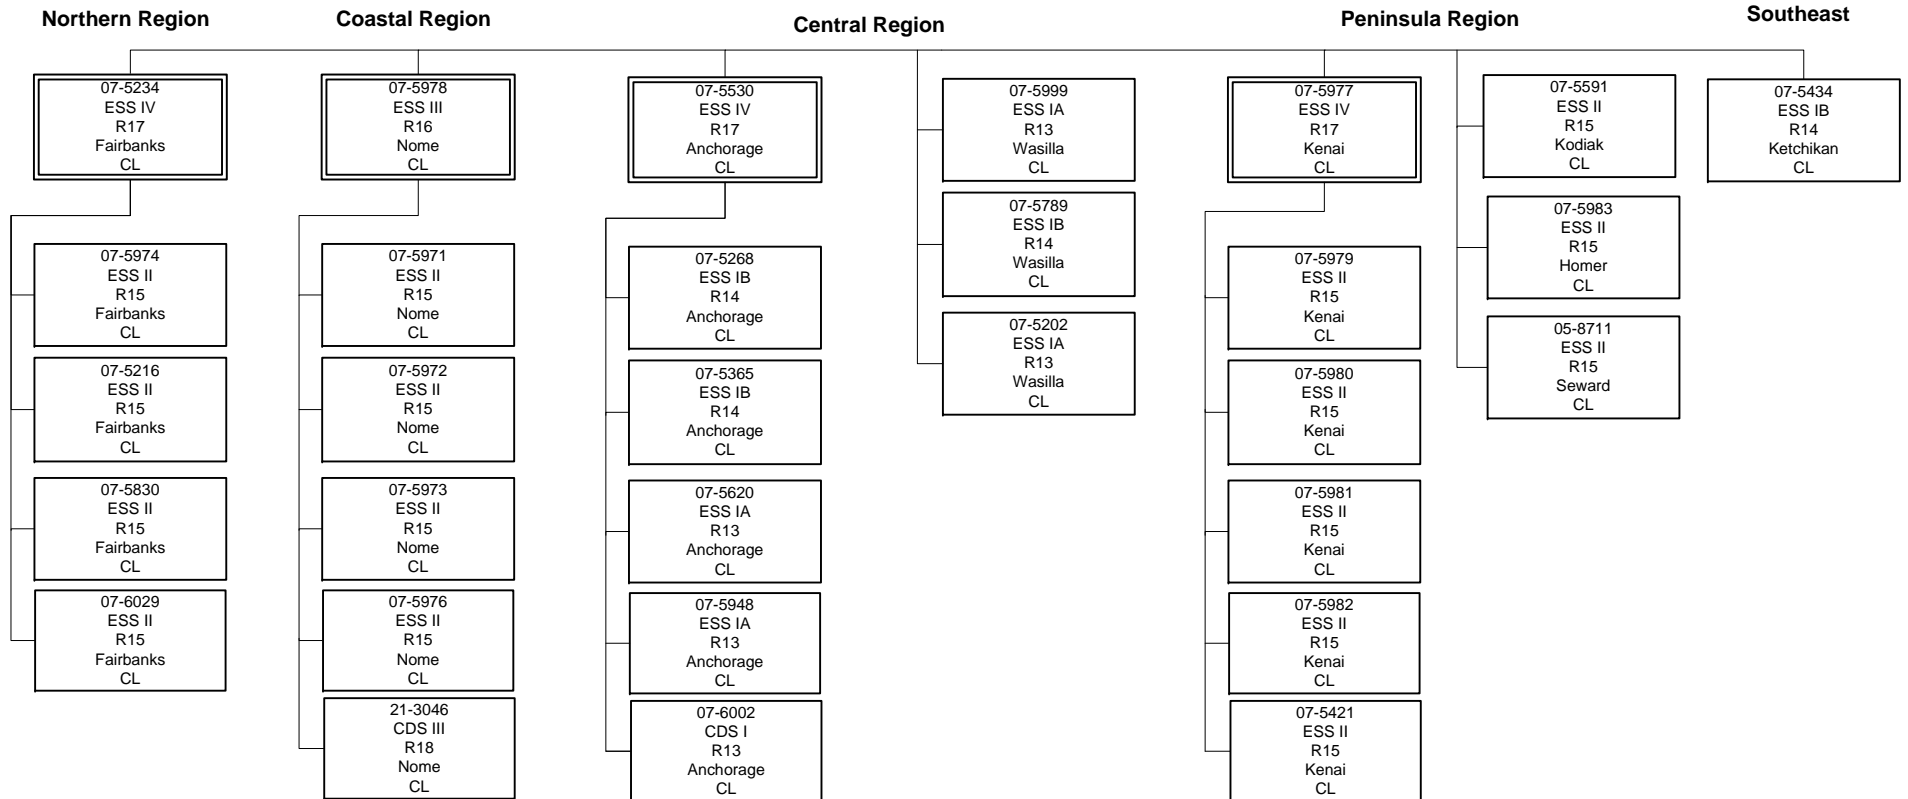 Northern Region
Coastal Region
Central Region
Peninsula Region
Southeast
07-5234
ESS IV
R17
Fairbanks
CL
07-5974
ESS II
R15
Fairbanks
CL
07-5216
ESS II
R15
Fairbanks
CL
07-5830
ESS II
R15
Fairbanks
CL
07-6029
ESS II
R15
Fairbanks
CL
07-5978
ESS III
R16
Nome
CL
07-5971
ESS II
R15
Nome
CL
07-5972
ESS II
R15
Nome
CL
07-5973
ESS II
R15
Nome
CL
07-5976
ESS II
R15
Nome
CL
21-3046
CDS III
R18
Nome
CL
07-5530
ESS IV
R17
Anchorage
CL
07-5268
ESS IB
R14
Anchorage
CL
07-5365
ESS IB
R14
Anchorage
CL
07-5620
ESS IA
R13
Anchorage
CL
07-5948
ESS IA
R13
Anchorage
CL
07-6002
CDS I
R13
Anchorage
CL
07-5999
ESS IA
R13
Wasilla
CL
07-5789
ESS IB
R14
Wasilla
CL
07-5202
ESS IA
R13
Wasilla
CL
07-5977
ESS IV
R17
Kenai
CL
07-5979
ESS II
R15
Kenai
CL
07-5980
ESS II
R15
Kenai
CL
07-5981
ESS II
R15
Kenai
CL
07-5982
ESS II
R15
Kenai
CL
07-5421
ESS II
R15
Kenai
CL
07-5591
ESS II
R15
Kodiak
CL
07-5983
ESS II
R15
Homer
CL
05-8711
ESS II
R15
Seward
CL
07-5434
ESS IB
R14
Ketchikan
CL